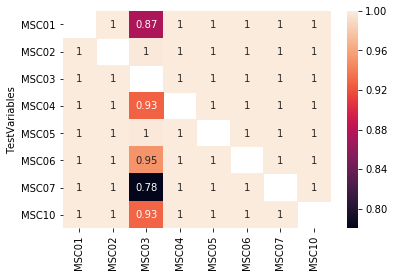 MSC01 1 0.87 1 1 1 1 1
MSC02 1 1 1 1 1 1 1
MSC03 1 1 1 1 1 1 1
MSC04 1 1 0.93 1 1 1 1
MSC05 1 1 1 1 1 1 1
MSC06 1 1 0.95 1 1 1 1
MSC07 1 1 0.78 1 1 1 1
MSC10 1 1 0.93 1 1 1 1
TestVariables
MSC01 MSC02 MSC03 MSC04 MSC05 MSC06 MSC07 MSC10
1.00
0.96
0.92
0.88
0.84
0.80